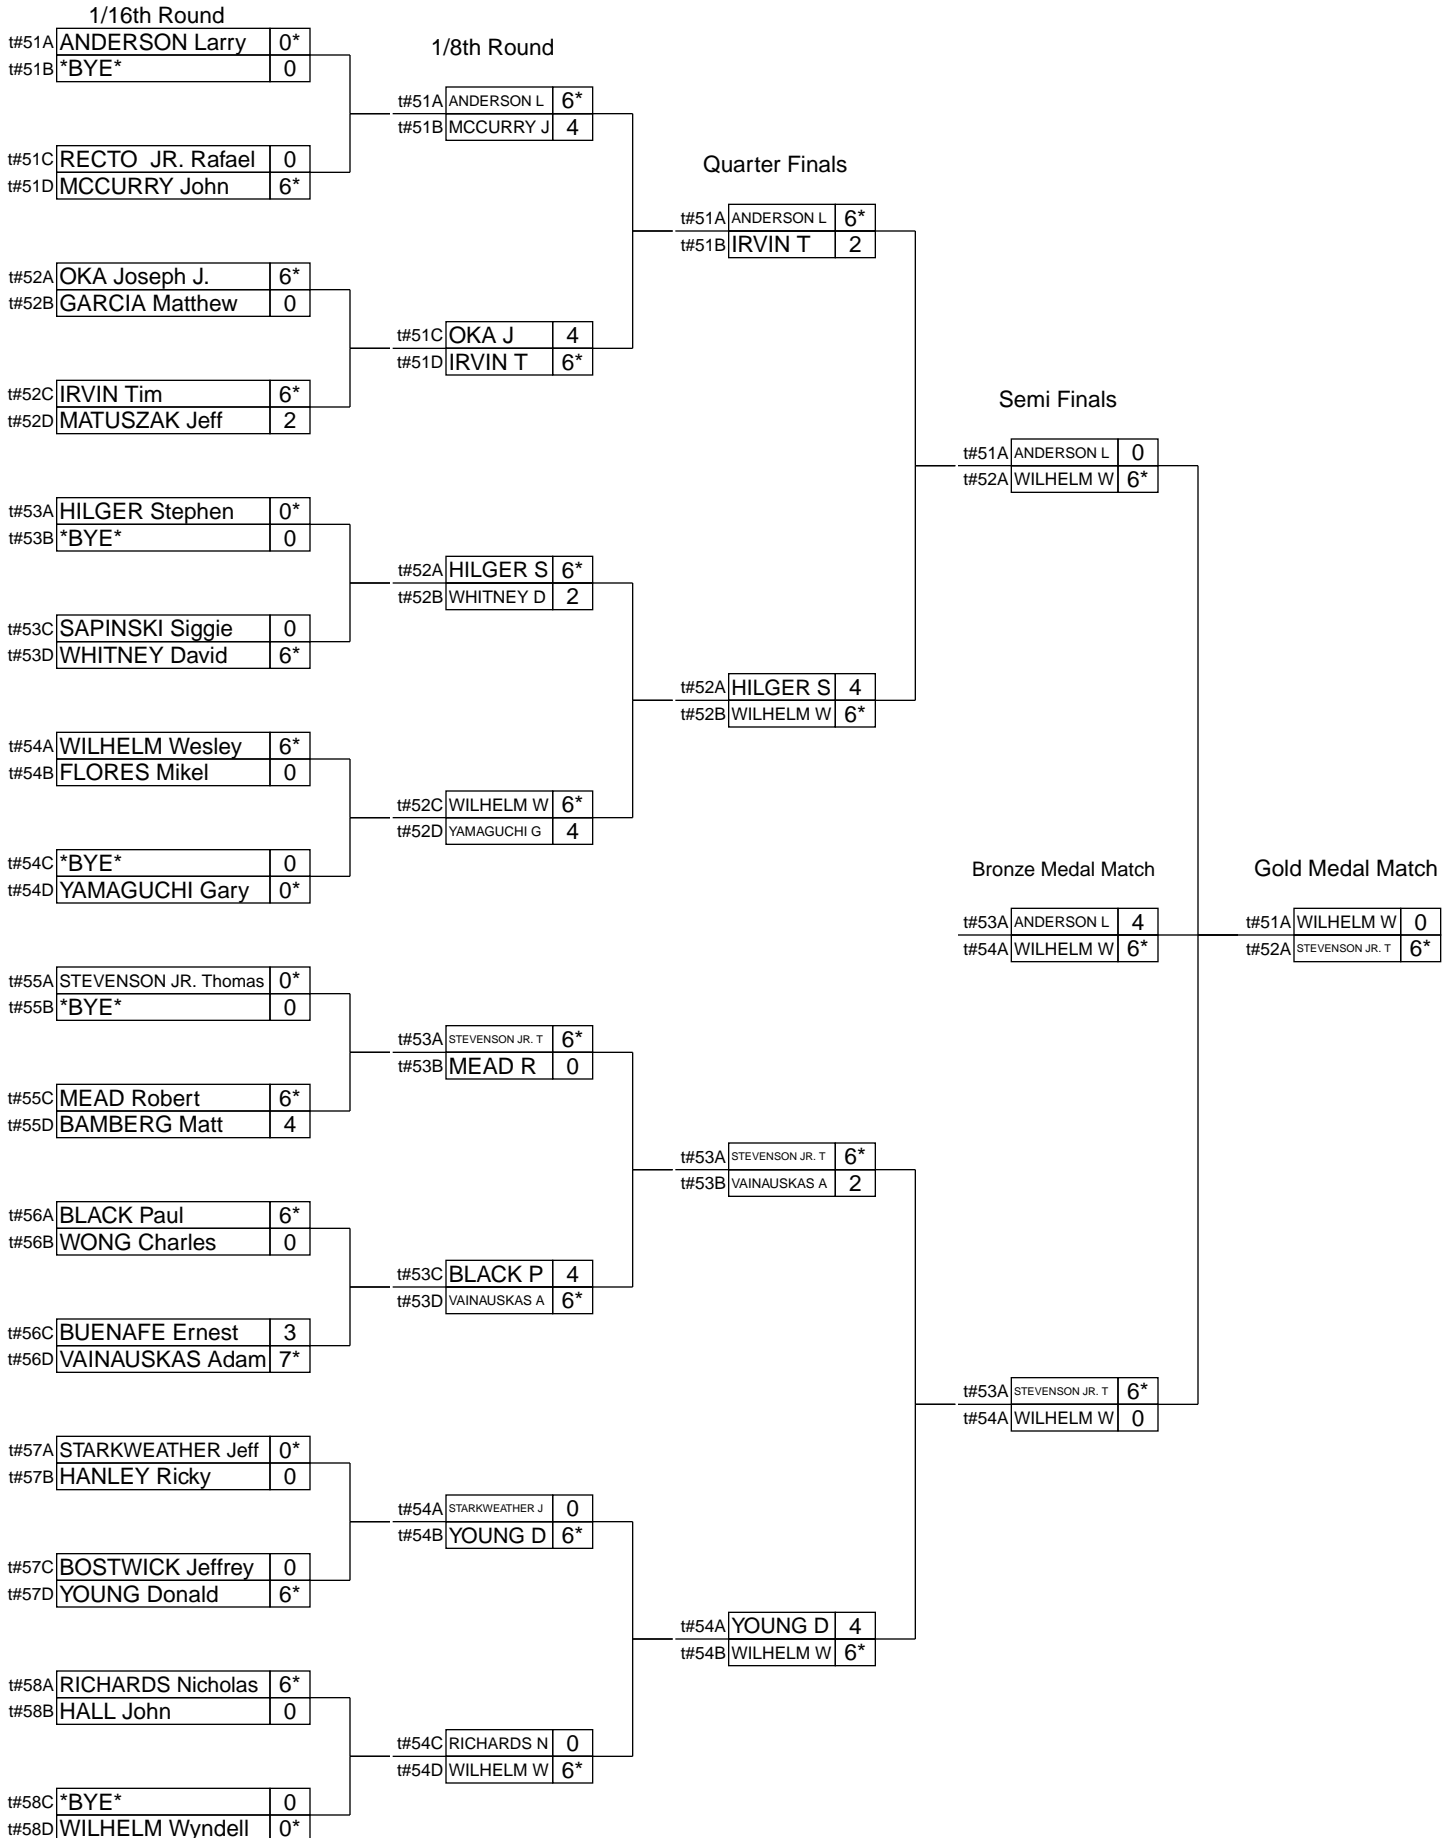 1/16th Round
t#51A ANDERSON Larry 0*
t#51B *BYE* 0
t#51C RECTO JR. Rafael 0
t#51D MCCURRY John 6*
t#52A OKA Joseph J. 6*
t#52B GARCIA Matthew 0
t#52C IRVIN Tim 6*
t#52D MATUSZAK Jeff 2
t#53A HILGER Stephen 0*
t#53B *BYE* 0
t#53C SAPINSKI Siggie 0
t#53D WHITNEY David 6*
t#54A WILHELM Wesley 6*
t#54B FLORES Mikel 0
t#54C *BYE* 0
t#54D YAMAGUCHI Gary 0*
t#55A STEVENSON JR. Thomas 0*
t#55B *BYE* 0
t#55C MEAD Robert 6*
t#55D BAMBERG Matt 4
t#56A BLACK Paul 6*
t#56B WONG Charles 0
t#56C BUENAFE Ernest 3
t#56D VAINAUSKAS Adam 7*
t#57A STARKWEATHER Jeff 0*
t#57B HANLEY Ricky 0
t#57C BOSTWICK Jeffrey 0
t#57D YOUNG Donald 6*
t#58A RICHARDS Nicholas 6*
t#58B HALL John 0
t#58C *BYE* 0
t#58D WILHELM Wyndell 0*
1/8th Round
t#51A ANDERSON L 6*
t#51B MCCURRY J 4
t#51C OKA J 4
t#51D IRVIN T 6*
t#52A HILGER S 6*
t#52B WHITNEY D 2
t#52C WILHELM W 6*
t#52D YAMAGUCHI G 4
t#53A STEVENSON JR. T 6*
t#53B MEAD R 0
t#53C BLACK P 4
t#53D VAINAUSKAS A 6*
t#54A STARKWEATHER J 0
t#54B YOUNG D 6*
t#54C RICHARDS N 0
t#54D WILHELM W 6*
Quarter Finals
t#51A ANDERSON L 6*
t#51B IRVIN T 2
t#52A HILGER S 4
t#52B WILHELM W 6*
t#53A STEVENSON JR. T 6*
t#53B VAINAUSKAS A 2
t#54A YOUNG D 4
t#54B WILHELM W 6*
Semi Finals
t#51A ANDERSON L 0
t#52A WILHELM W 6*
t#53A STEVENSON JR. T 6*
t#54A WILHELM W 0
Bronze Medal Match
t#53A ANDERSON L 4
t#54A WILHELM W 6*
Gold Medal Match
t#51A WILHELM W 0
t#52A STEVENSON JR. T 6*